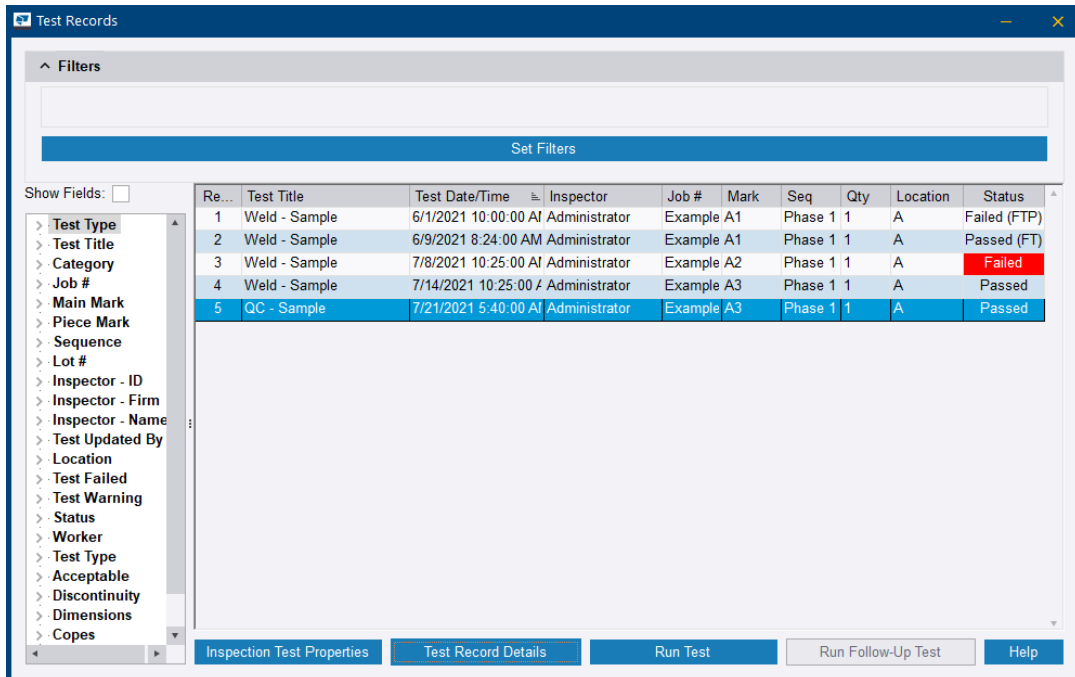 Test Records
Filters
Set Filters
Show Fields:
Test Type
Test Title
Category
Job #
Main Mark
Piece Mark
Sequence
Lot #
Inspector - ID
Inspector - Firm
Inspector - Name
Test Updated By
Location
Test Failed
Test Warning
Status
Worker
Test Type
Acceptable
Discontinuity
Dimensions
Copes
Re... Test Title Test Date/Time Inspector Job # Mark Seq Qty Location Status
1 Weld - Sample 6/1/2021 10:00:00 AM Administrator Example A1 Phase 1 1 A Failed (FTP)
2 Weld - Sample 6/9/2021 8:24:00 AM Administrator Example A1 Phase 1 1 A Passed (FT)
3 Weld - Sample 7/8/2021 10:25:00 AM Administrator Example A2 Phase 1 1 A Failed
4 Weld - Sample 7/14/2021 10:25:00 A Administrator Example A3 Phase 1 1 A Passed
5 QC - Sample 7/21/2021 5:40:00 AM Administrator Example A3 Phase 1 1 A Passed
Inspection Test Properties Test Record Details Run Test Run Follow-Up Test Help